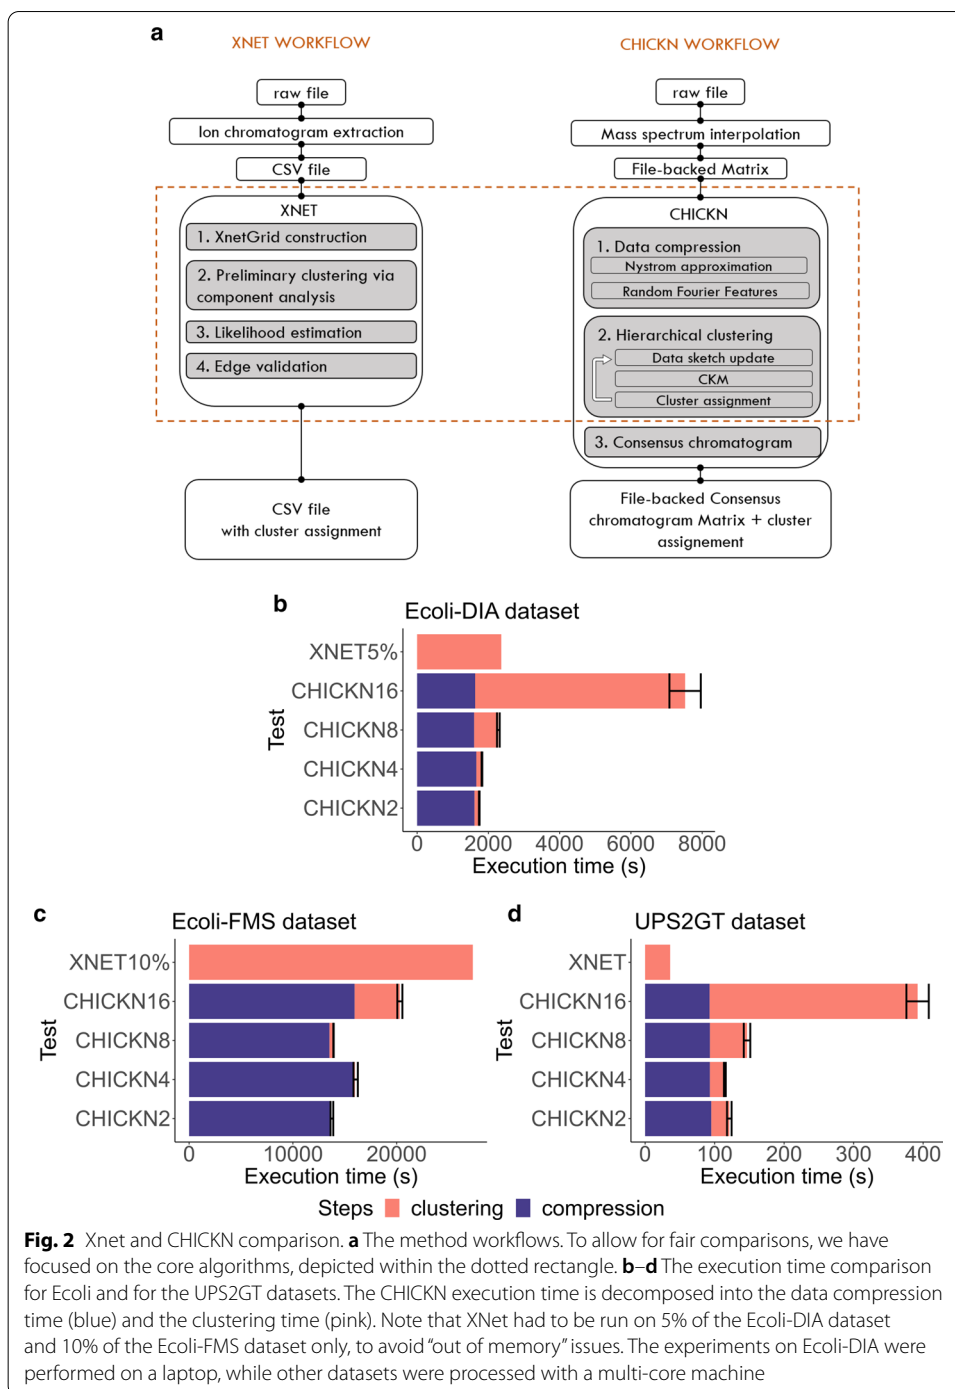 a
XNET WORKFLOW
CHICKN WORKFLOW
raw file
Ion chromatogram extraction
CSV file
XNET
1. XnetGrid construction
2. Preliminary clustering via
component analysis
3. Likelihood estimation
4. Edge validation
CSV file
with cluster assignment
raw file
Mass spectrum interpolation
File-backed Matrix
CHICKN
1. Data compression
Nystrom approximation
Random Fourier Features
2. Hierarchical clustering
Data sketch update
CKM
Cluster assignment
3. Consensus chromatogram
File-backed Consensus
chromatogram Matrix + cluster
assignement
b
Ecoli-DIA dataset
Test
XNET5%
CHICKN16
CHICKN8
CHICKN4
CHICKN2
0 2000 4000 6000 8000
Execution time (s)
c
Ecoli-FMS dataset
Test
XNET10%
CHICKN16
CHICKN8
CHICKN4
CHICKN2
0 10000 20000
Execution time (s)
d
UPS2GT dataset
Test
XNET
CHICKN16
CHICKN8
CHICKN4
CHICKN2
0 100 200 300 400
Execution time (s)
Steps clustering compression
Fig. 2 Xnet and CHICKN comparison. a The method workflows. To allow for fair comparisons, we have
focused on the core algorithms, depicted within the dotted rectangle. b–d The execution time comparison
for Ecoli and for the UPS2GT datasets. The CHICKN execution time is decomposed into the data compression
time (blue) and the clustering time (pink). Note that XNet had to be run on 5% of the Ecoli-DIA dataset
and 10% of the Ecoli-FMS dataset only, to avoid “out of memory” issues. The experiments on Ecoli-DIA were
performed on a laptop, while other datasets were processed with a multi-core machine